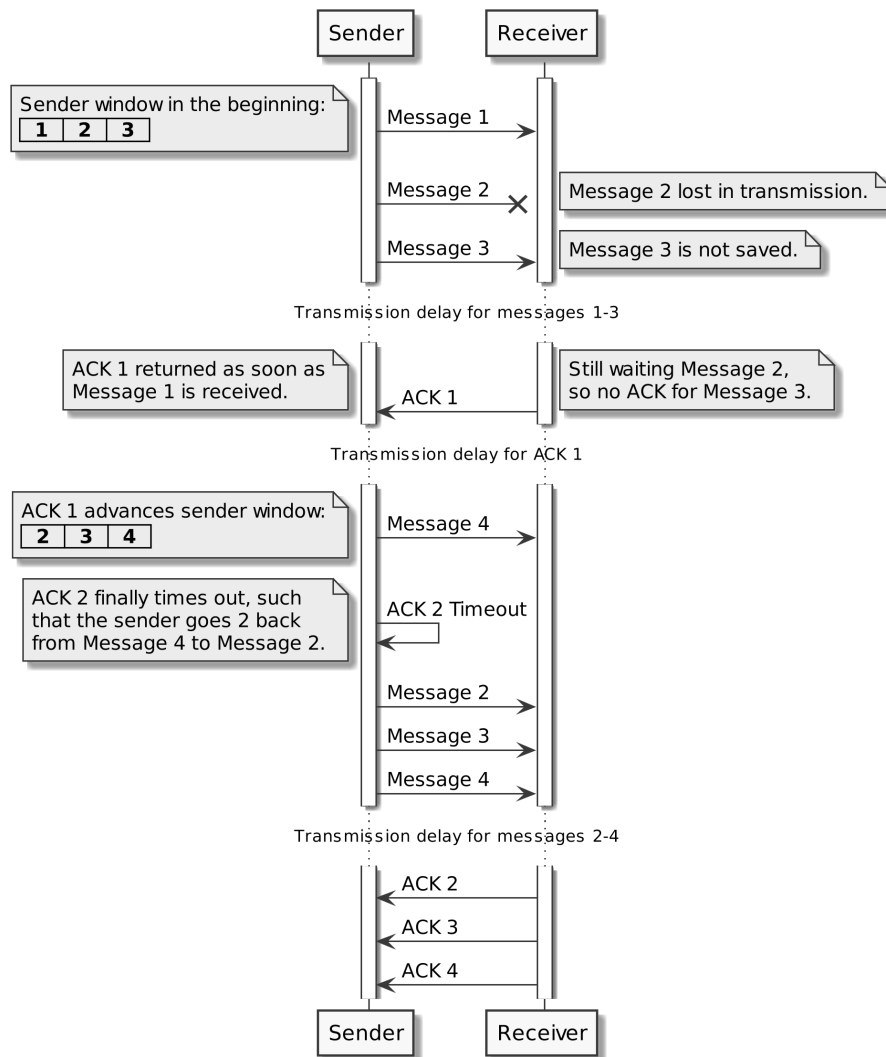 Sender
Receiver
Sender window in the beginning:
1 2 3
Message 1
Message 2
Message 2 lost in transmission.
Message 3
Message 3 is not saved.
Transmission delay for messages 1-3
ACK 1 returned as soon as
Message 1 is received.
Still waiting Message 2,
so no ACK for Message 3.
ACK 1
Transmission delay for ACK 1
ACK 1 advances sender window:
2 3 4
Message 4
ACK 2 finally times out, such
that the sender goes 2 back
from Message 4 to Message 2.
ACK 2 Timeout
Message 2
Message 3
Message 4
Transmission delay for messages 2-4
ACK 2
ACK 3
ACK 4
Sender
Receiver